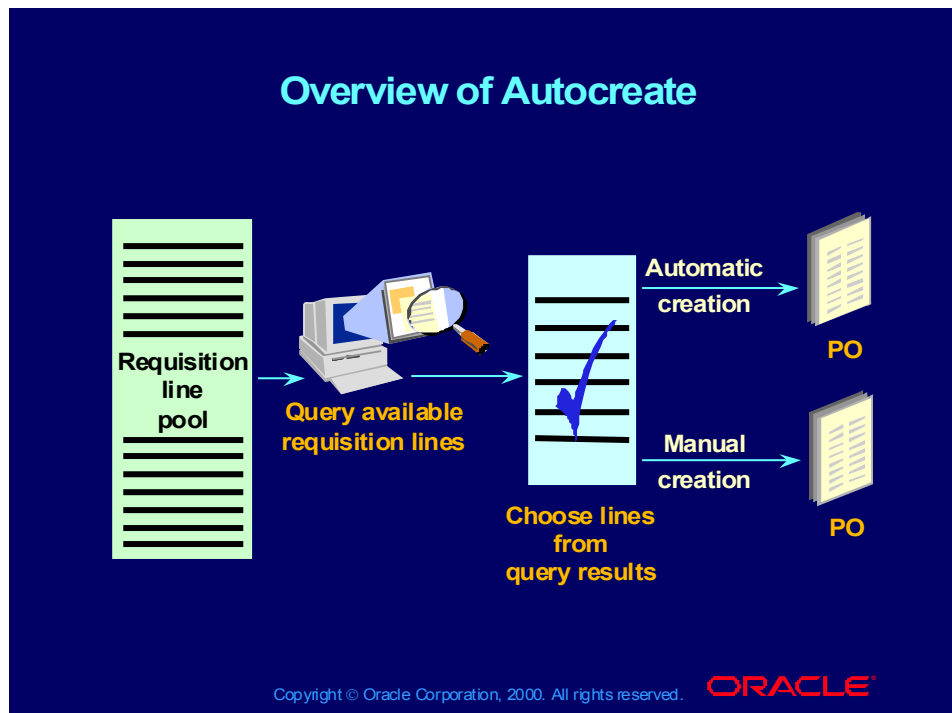 Overview of Autocreate
Requisition
line
pool
Query available
requisition lines
Choose lines
from
query results
Automatic
creation
PO
Manual
creation
PO
Copyright © Oracle Corporation, 2000. All rights reserved.
ORACLE®